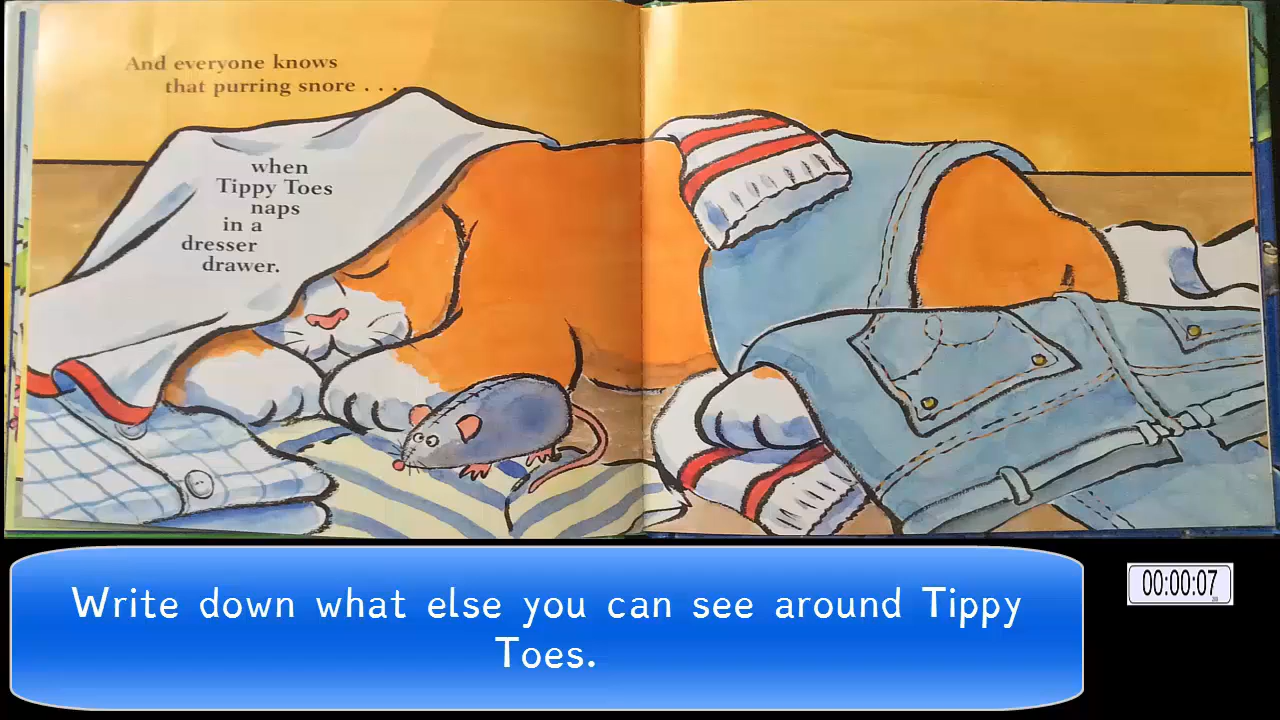 And everyone knows
that purring snore . . .
when
Tippy Toes
naps
in a
dresser
drawer.
Write down what else you can see around Tippy
Toes.
00:00:07